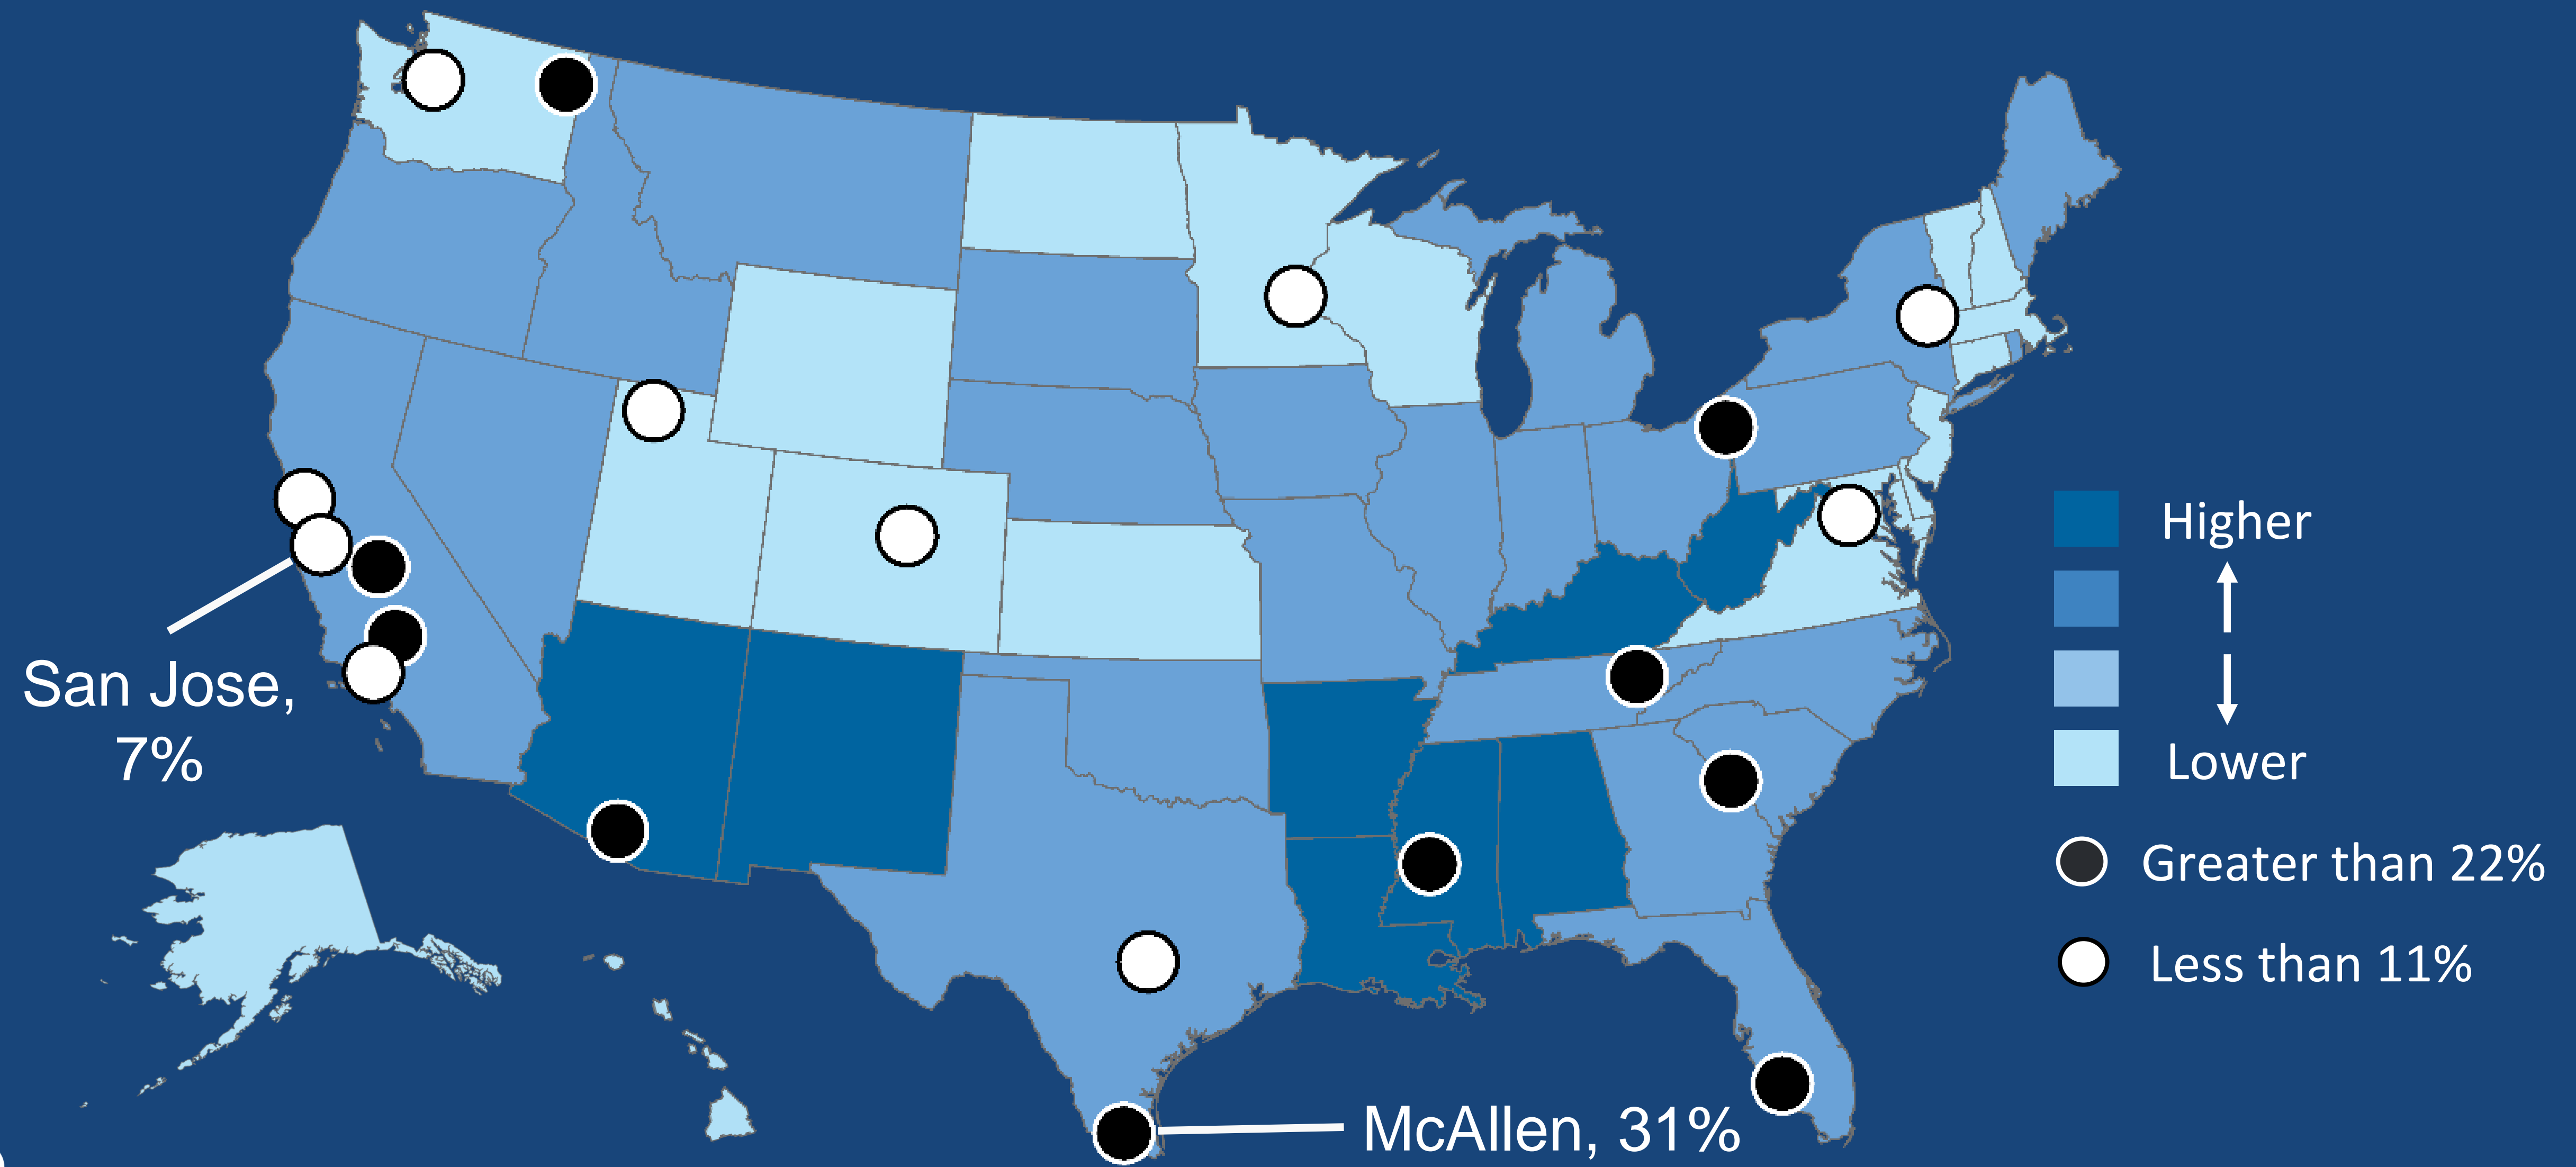 San Jose,
7%
Higher
Lower
Greater than 22%
Less than 11%
McAllen, 31%